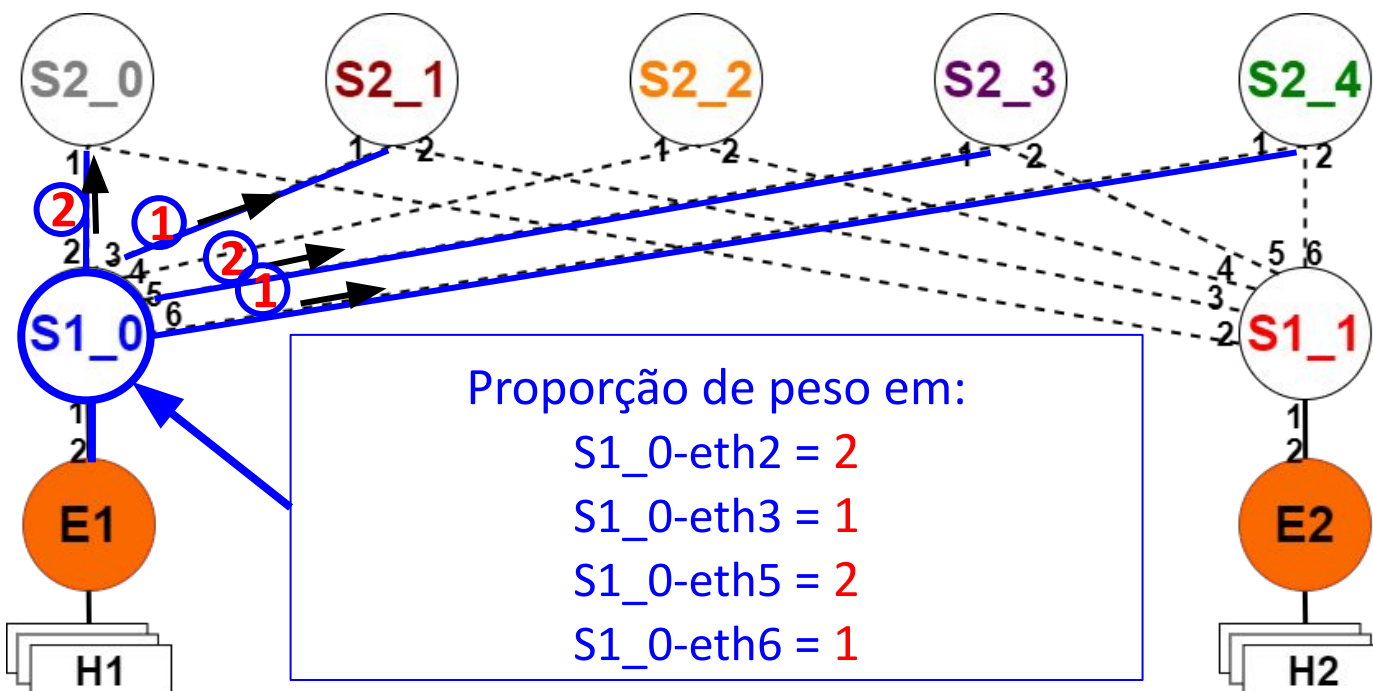 S2_0 S2_1 S2_2 S2_3 S2_4
1 1 2 1 2 1 2 1 2
2 1
2 3 2 5 6
4 4
5 1 6 3
S1_0 2 S1_1
Proporção de peso em:
1 1
S1_0-eth2 = 2
2 2
S1_0-eth3 = 1
E1 E2
S1_0-eth5 = 2
S1_0-eth6 = 1
H1 H2